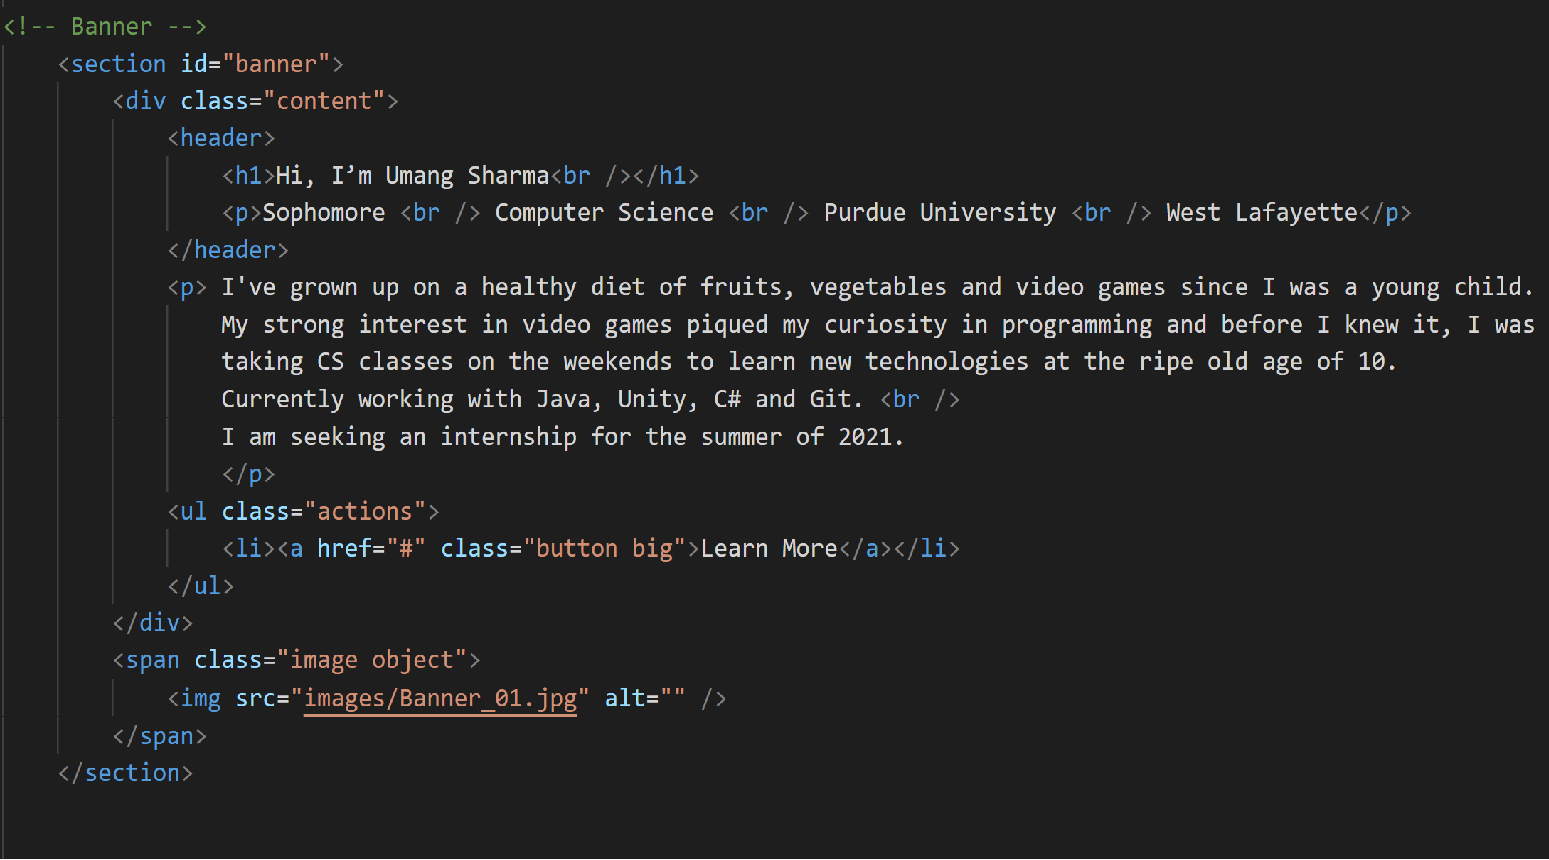 <!-- Banner -->
<section id="banner">
<div class="content">
<header>
<h1>Hi, I’m Umang Sharma<br /></h1>
<p>Sophomore <br /> Computer Science <br /> Purdue University <br /> West Lafayette</p>
</header>
<p> I've grown up on a healthy diet of fruits, vegetables and video games since I was a young child.
My strong interest in video games piqued my curiosity in programming and before I knew it, I was
taking CS classes on the weekends to learn new technologies at the ripe old age of 10.
Currently working with Java, Unity, C# and Git. <br />
I am seeking an internship for the summer of 2021.
</p>
<ul class="actions">
<li><a href="#" class="button big">Learn More</a></li>
</ul>
</div>
<span class="image object">
<img src="images/Banner_01.jpg" alt="" />
</span>
</section>